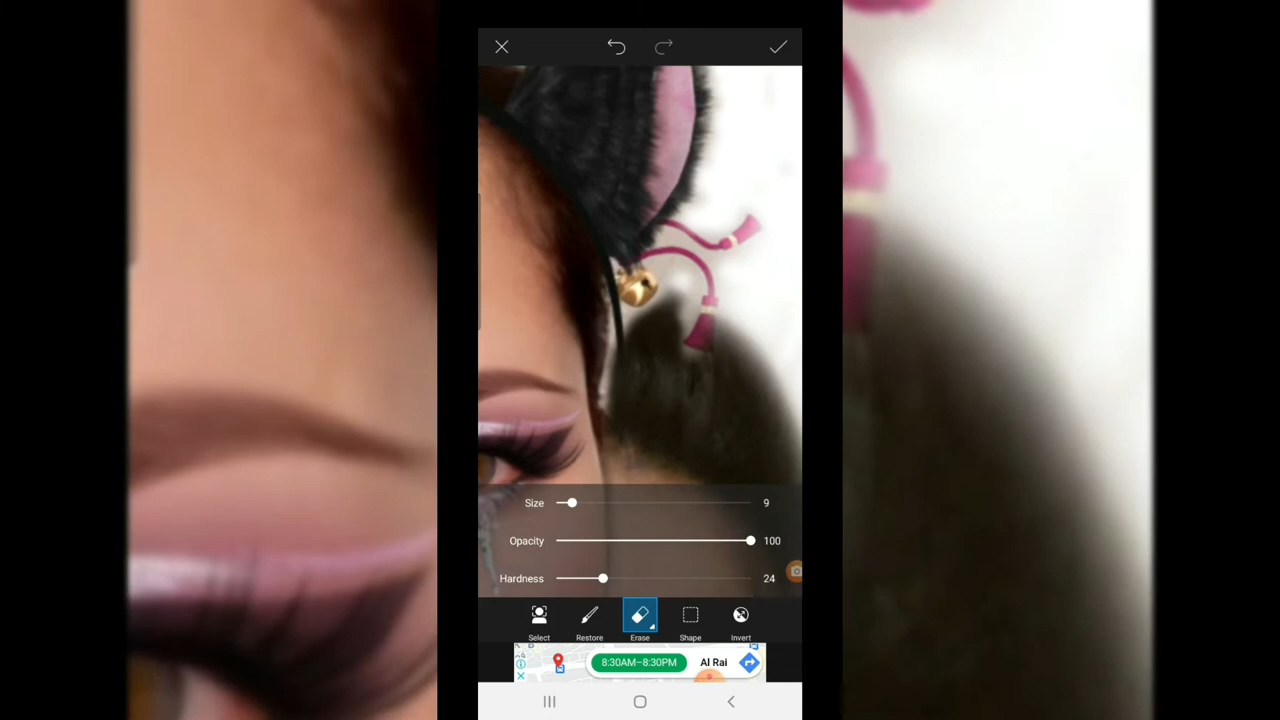 Size 9
Opacity 100
Hardness 24
Select Restore Erase Shape Invert
8:30AM–8:30PM Al Rai